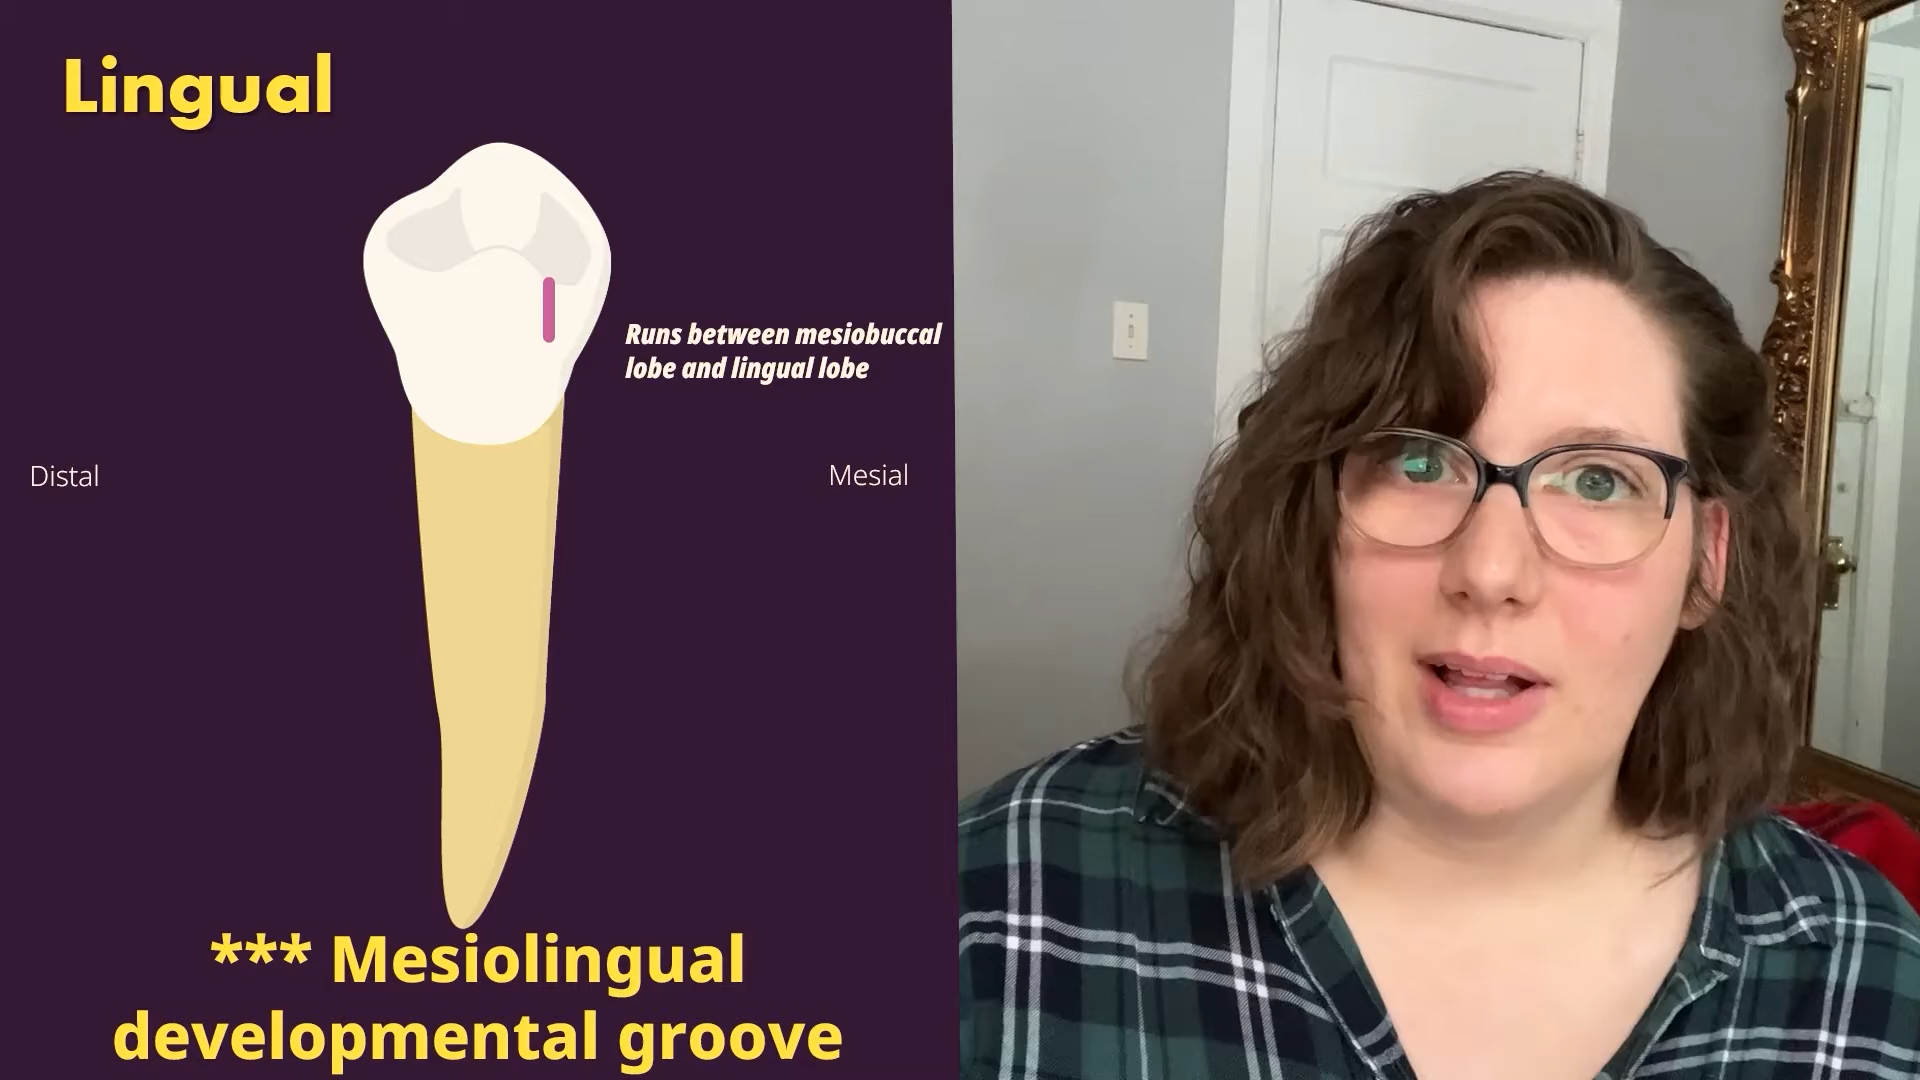 Lingual
Runs between mesiobuccal
lobe and lingual lobe
Distal
Mesial
*** Mesiolingual
developmental groove